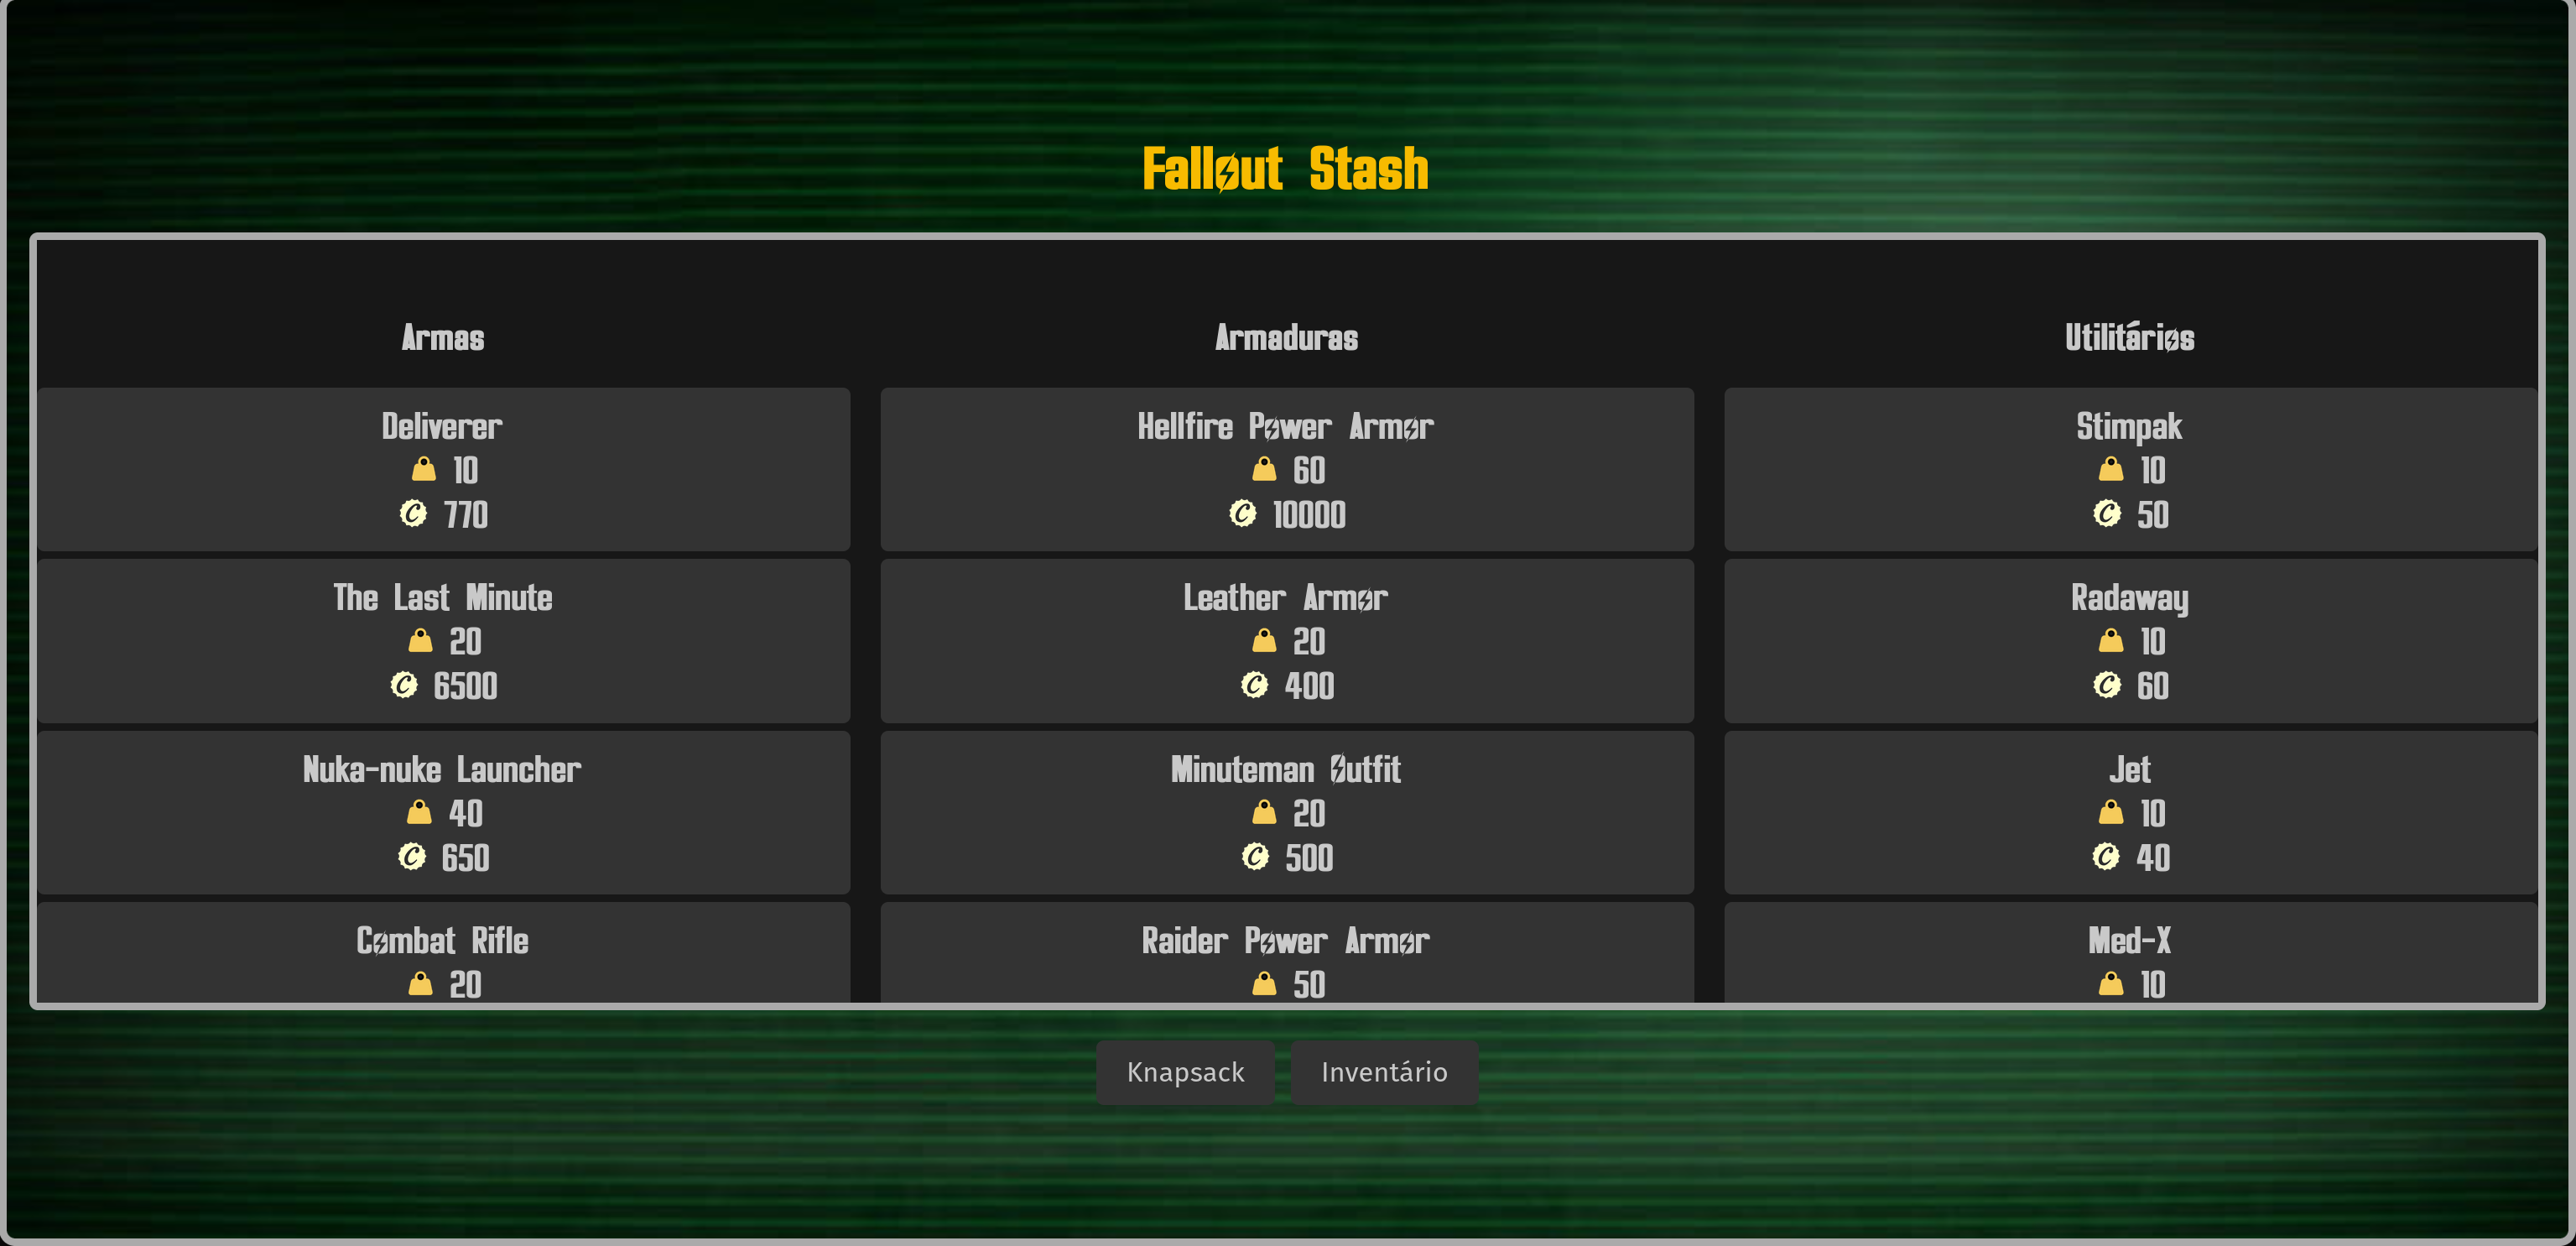 Fallout Stash
Armas
Armaduras
Utilitários
Deliverer
10
770
Hellfire Power Armor
60
10000
Stimpak
10
50
The Last Minute
20
6500
Leather Armor
20
400
Radaway
10
60
Nuka-nuke Launcher
40
650
Minuteman Outfit
20
500
Jet
10
40
Combat Rifle
20
Raider Power Armor
50
Med-X
10
Knapsack
Inventário